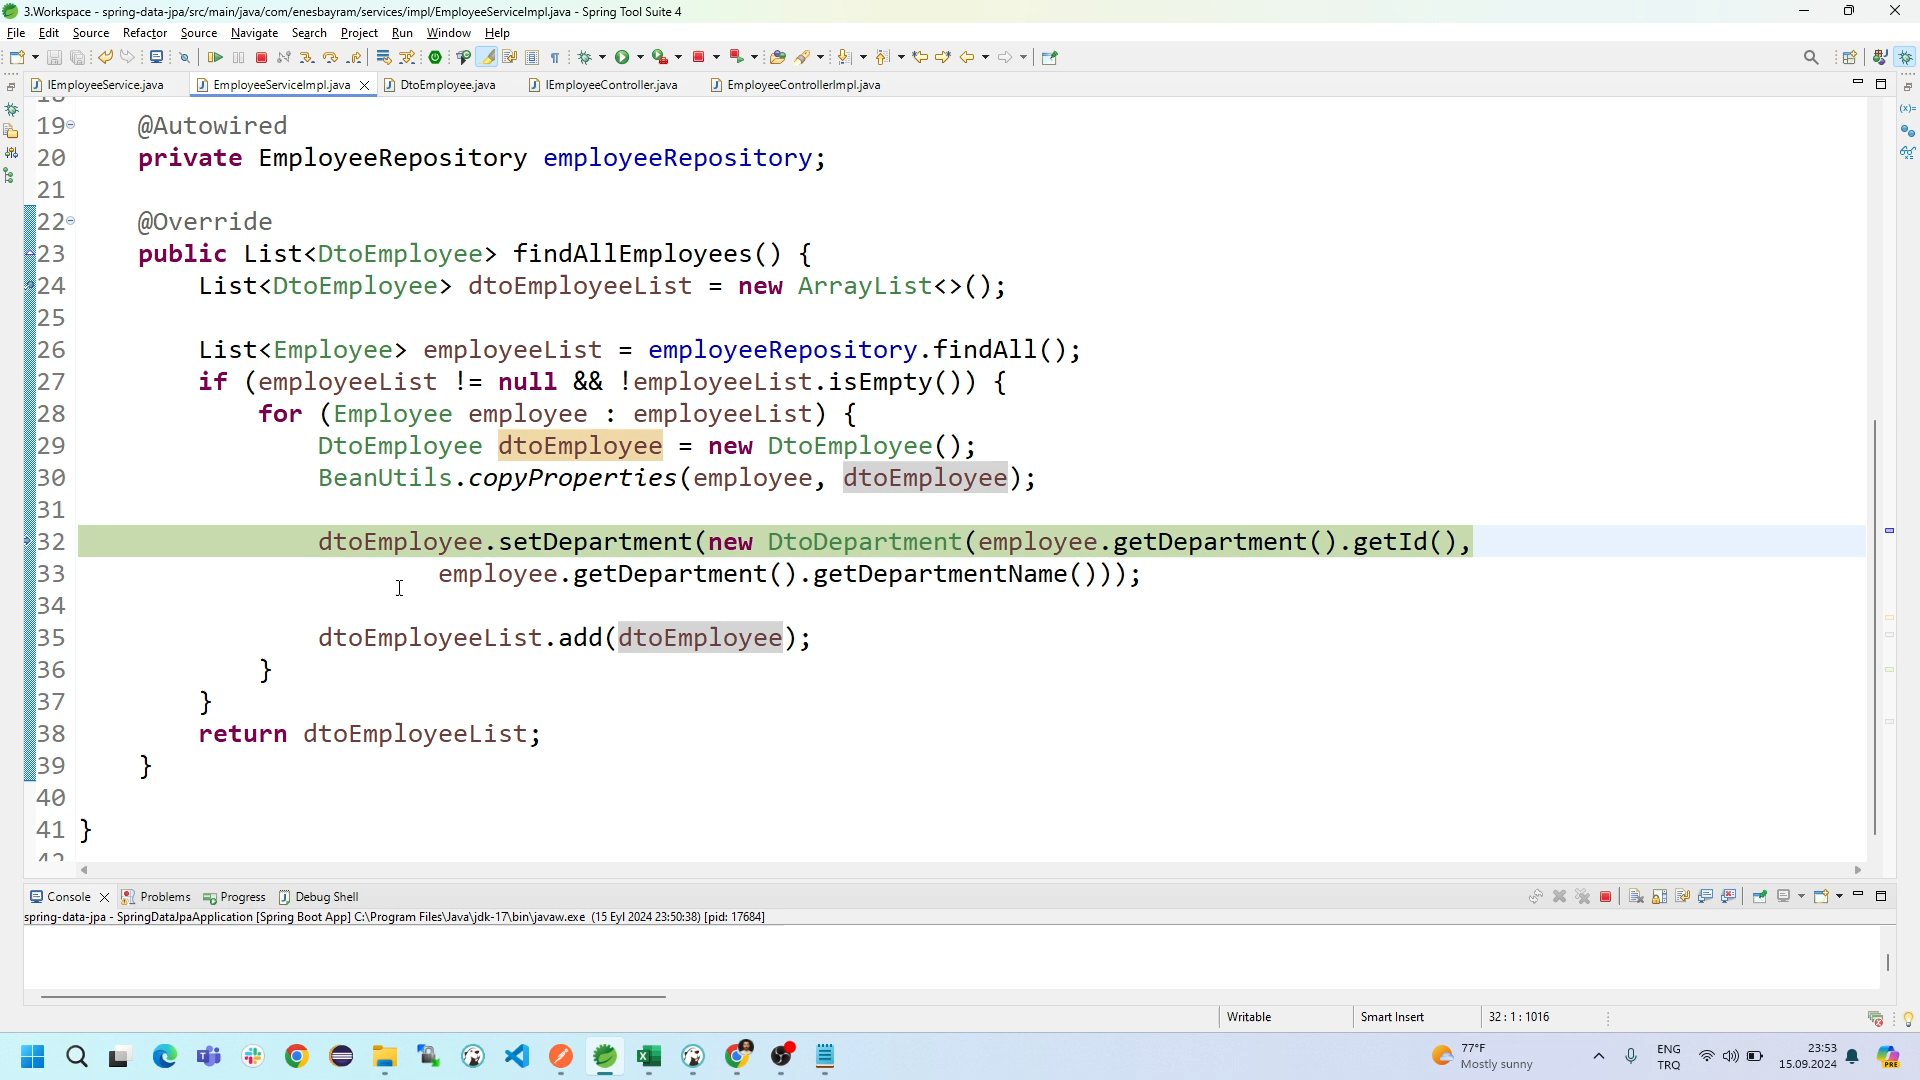 3.Workspace - spring-data-jpa/src/main/java/com/enesbayram/services/impl/EmployeeServiceImpl.java - Spring Tool Suite 4
File Edit Source Refactor Source Navigate Search Project Run Window Help
IEmployeeService.java EmployeeServiceImpl.java DtoEmployee.java IEmployeeController.java EmployeeControllerImpl.java
18
19 @Autowired
20 private EmployeeRepository employeeRepository;
21
22 @Override
23 public List<DtoEmployee> findAllEmployees() {
24 List<DtoEmployee> dtoEmployeeList = new ArrayList<>();
25
26 List<Employee> employeeList = employeeRepository.findAll();
27 if (employeeList != null && !employeeList.isEmpty()) {
28 for (Employee employee : employeeList) {
29 DtoEmployee dtoEmployee = new DtoEmployee();
30 BeanUtils.copyProperties(employee, dtoEmployee);
31
32 dtoEmployee.setDepartment(new DtoDepartment(employee.getDepartment().getId(),
33 employee.getDepartment().getDepartmentName()));
34
35 dtoEmployeeList.add(dtoEmployee);
36 }
37 }
38 return dtoEmployeeList;
39 }
40
41 }
42
Console Problems Progress Debug Shell
spring-data-jpa - SpringDataJpaApplication [Spring Boot App] C:\Program Files\Java\jdk-17\bin\javaw.exe (15 Eyl 2024 23:50:38) [pid: 17684]
Writable Smart Insert 32 : 1 : 1016
77°F
Mostly sunny
ENG
TRQ
23:53
15.09.2024
PRE